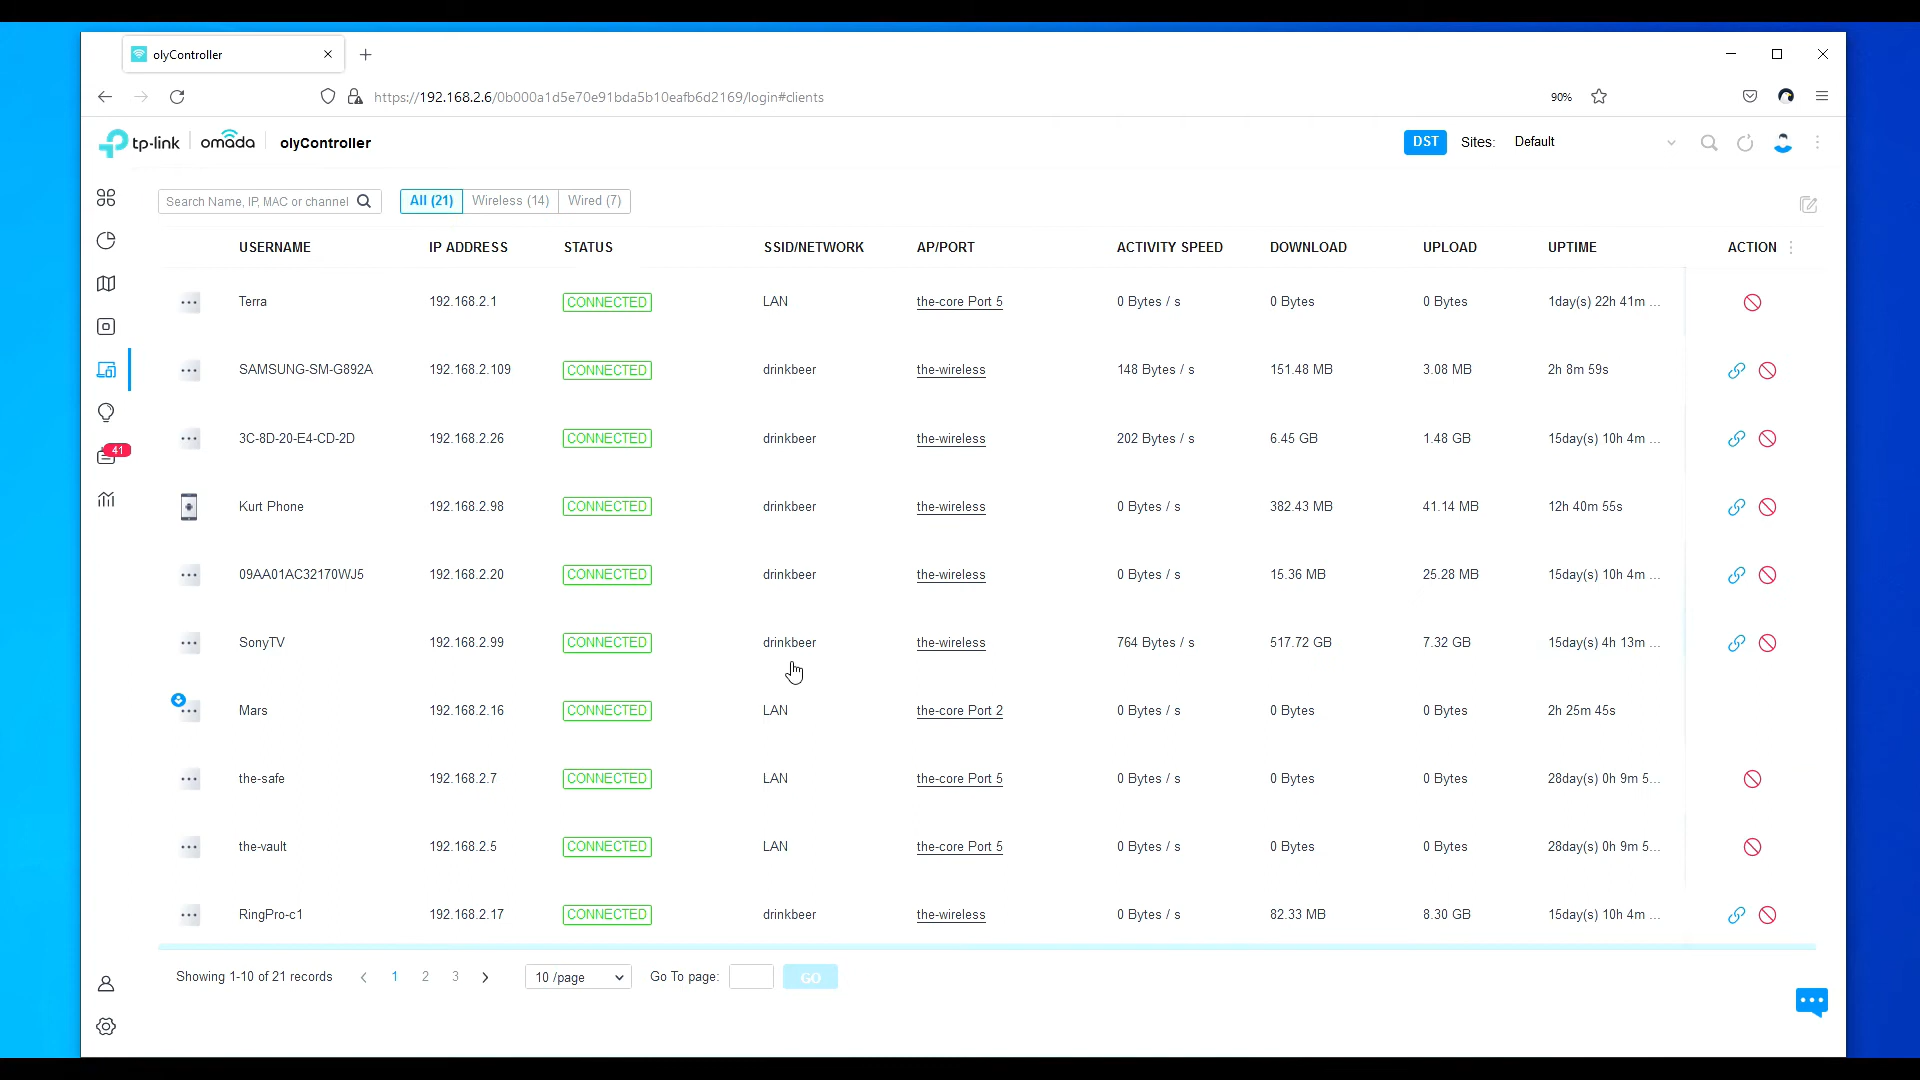 olyController
https://192.168.2.6/0b000a1d5e70e91bda5b10eafb6d2169/login#clients 90%
tp-link omada olyController DST Sites: Default
Search Name, IP, MAC or channel All (21) Wireless (14) Wired (7)
USERNAME IP ADDRESS STATUS SSID/NETWORK AP/PORT ACTIVITY SPEED DOWNLOAD UPLOAD UPTIME ACTION
Terra 192.168.2.1 CONNECTED LAN the-core Port 5 0 Bytes / s 0 Bytes 0 Bytes 1day(s) 22h 41m ...
SAMSUNG-SM-G892A 192.168.2.109 CONNECTED drinkbeer the-wireless 148 Bytes / s 151.48 MB 3.08 MB 2h 8m 59s
3C-8D-20-E4-CD-2D 192.168.2.26 CONNECTED drinkbeer the-wireless 202 Bytes / s 6.45 GB 1.48 GB 15day(s) 10h 4m ...
Kurt Phone 192.168.2.98 CONNECTED drinkbeer the-wireless 0 Bytes / s 382.43 MB 41.14 MB 12h 40m 55s
09AA01AC32170WJ5 192.168.2.20 CONNECTED drinkbeer the-wireless 0 Bytes / s 15.36 MB 25.28 MB 15day(s) 10h 4m ...
41
SonyTV 192.168.2.99 CONNECTED drinkbeer the-wireless 764 Bytes / s 517.72 GB 7.32 GB 15day(s) 4h 13m ...
Mars 192.168.2.16 CONNECTED LAN the-core Port 2 0 Bytes / s 0 Bytes 0 Bytes 2h 25m 45s
the-safe 192.168.2.7 CONNECTED LAN the-core Port 5 0 Bytes / s 0 Bytes 0 Bytes 28day(s) 0h 9m 5...
the-vault 192.168.2.5 CONNECTED LAN the-core Port 5 0 Bytes / s 0 Bytes 0 Bytes 28day(s) 0h 9m 5...
RingPro-c1 192.168.2.17 CONNECTED drinkbeer the-wireless 0 Bytes / s 82.33 MB 8.30 GB 15day(s) 10h 4m ...
Showing 1-10 of 21 records 1 2 3 10 /page Go To page: GO